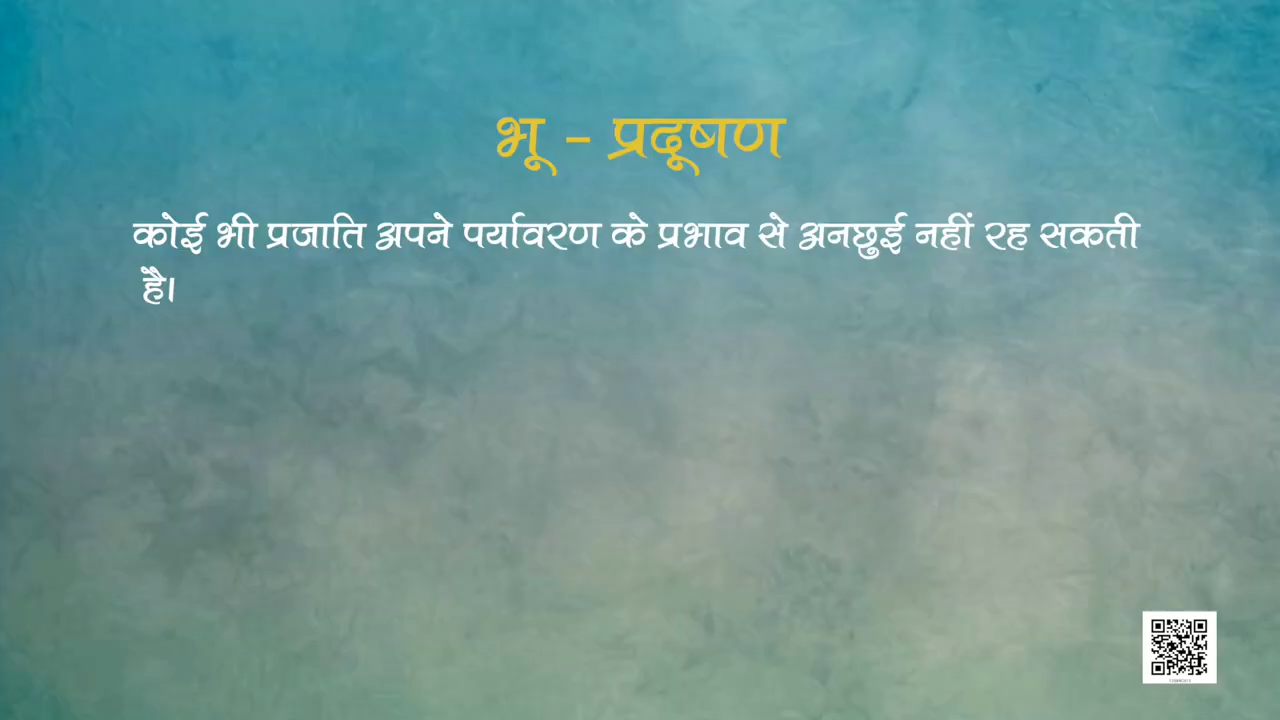 भू - प्रदूषण
कोई भी प्रजाति अपने पर्यावरण के प्रभाव से अनछुई नहीं रह सकती
है।